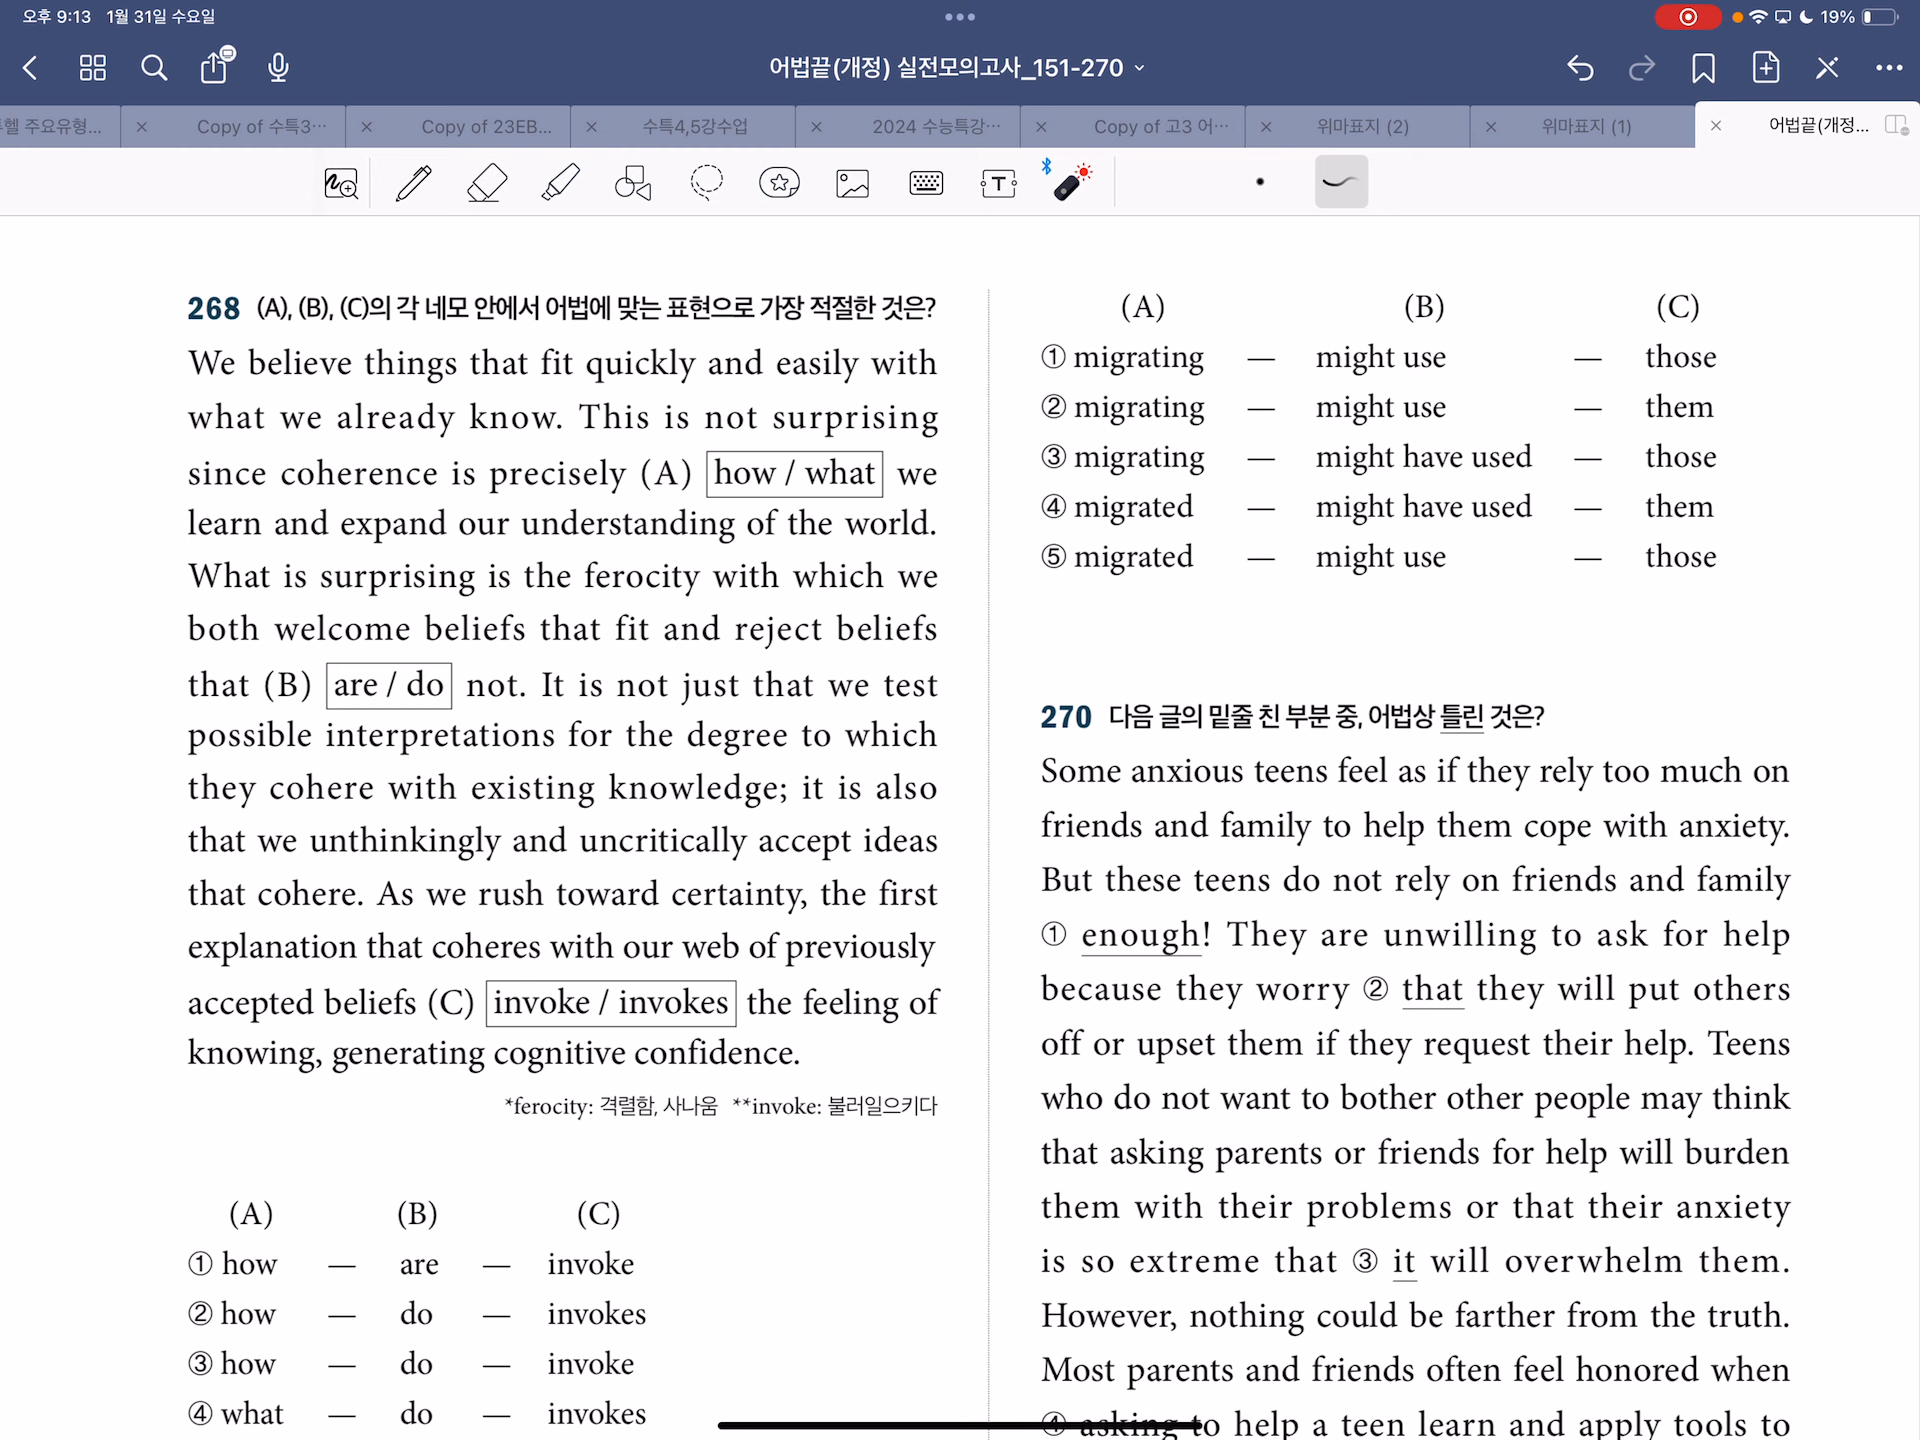 오후 9:13 1월 31일 수요일
19%
어법끝(개정) 실전모의고사_151-270
헬 주요유형...
Copy of 수특3...
Copy of 23EB...
수특4,5강수업
2024 수능특강...
Copy of 고3 어...
위마표지 (2)
위마표지 (1)
어법끝(개정...
268 (A), (B), (C)의 각 네모 안에서 어법에 맞는 표현으로 가장 적절한 것은?
We believe things that fit quickly and easily with
what we already know. This is not surprising
since coherence is precisely (A) how / what we
learn and expand our understanding of the world.
What is surprising is the ferocity with which we
both welcome beliefs that fit and reject beliefs
that (B) are / do not. It is not just that we test
possible interpretations for the degree to which
they cohere with existing knowledge; it is also
that we unthinkingly and uncritically accept ideas
that cohere. As we rush toward certainty, the first
explanation that coheres with our web of previously
accepted beliefs (C) invoke / invokes the feeling of
knowing, generating cognitive confidence.
*ferocity: 격렬함, 사나움 **invoke: 불러일으키다
(A) (B) (C)
① how — are — invoke
② how — do — invokes
③ how — do — invoke
④ what — do — invokes
(A) (B) (C)
① migrating — might use — those
② migrating — might use — them
③ migrating — might have used — those
④ migrated — might have used — them
⑤ migrated — might use — those
270 다음 글의 밑줄 친 부분 중, 어법상 틀린 것은?
Some anxious teens feel as if they rely too much on
friends and family to help them cope with anxiety.
But these teens do not rely on friends and family
① enough! They are unwilling to ask for help
because they worry ② that they will put others
off or upset them if they request their help. Teens
who do not want to bother other people may think
that asking parents or friends for help will burden
them with their problems or that their anxiety
is so extreme that ③ it will overwhelm them.
However, nothing could be farther from the truth.
Most parents and friends often feel honored when
④ asking to help a teen learn and apply tools to